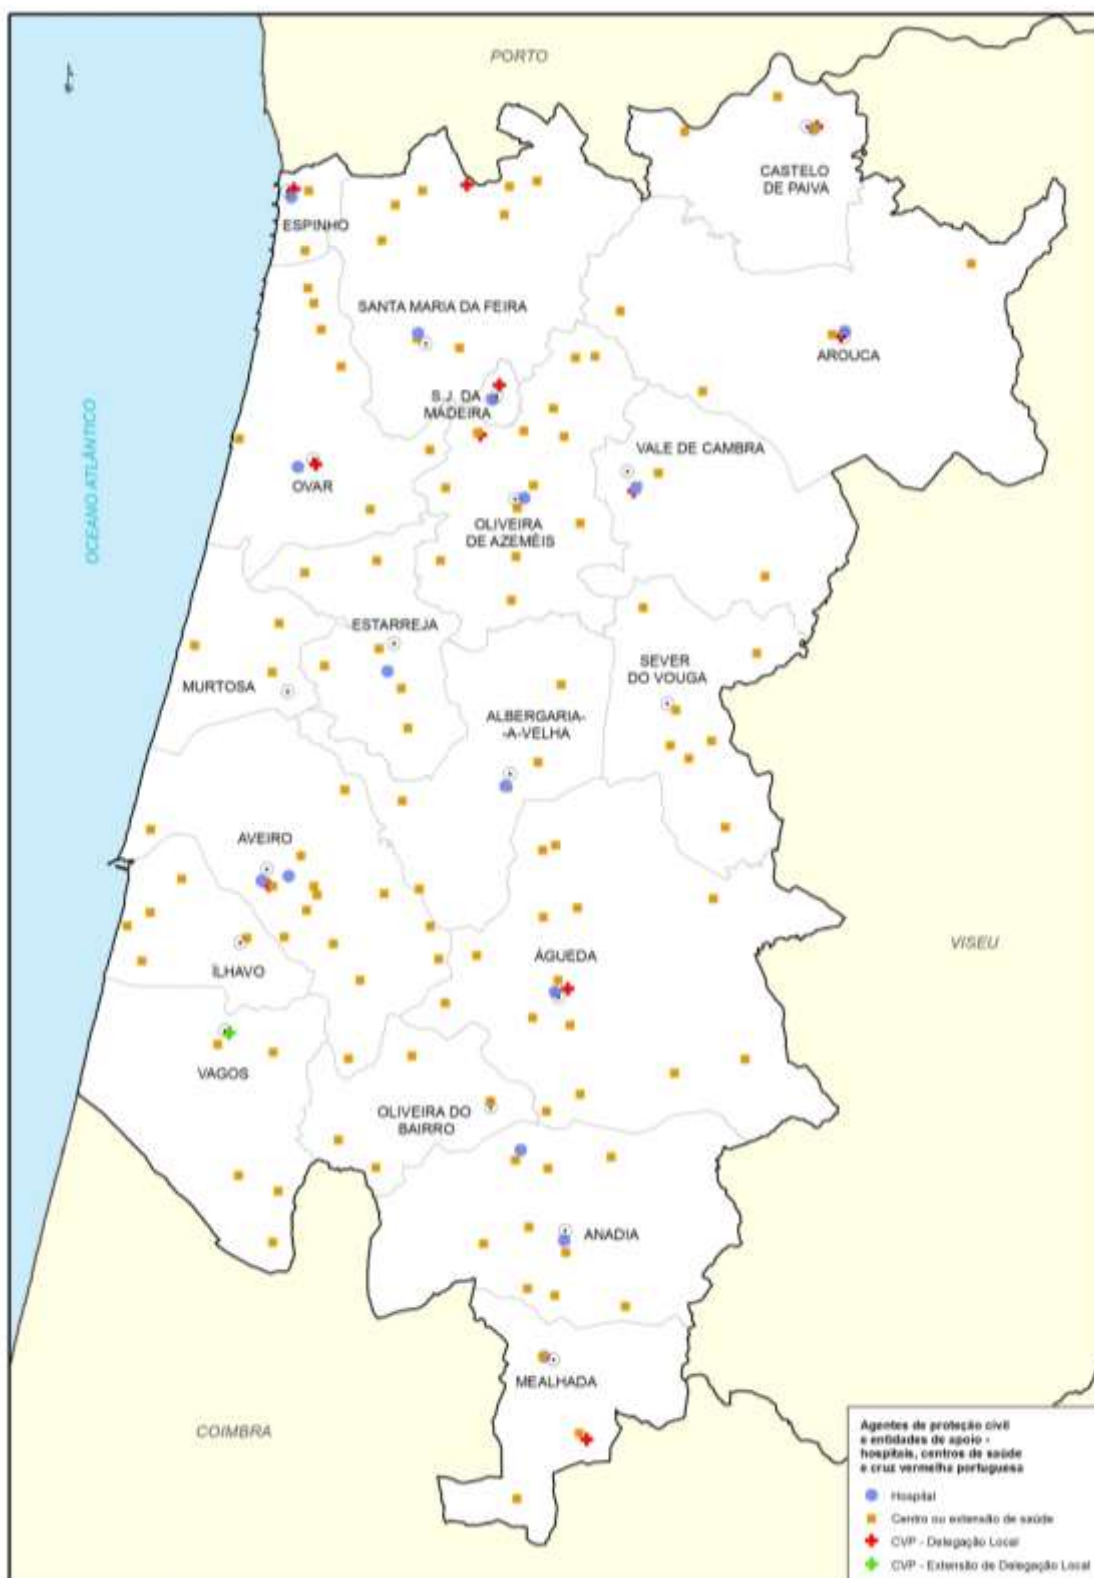 PORTO
CASTELO
DE PAIVA
ESPINHO
SANTA MARIA DA FEIRA
AROUCA
S.J. DA
MADEIRA
OCEANO ATLÂNTICO
VALE DE CAMBRA
OVAR
OLIVEIRA
DE AZEMÉIS
ESTARREJA
SEVER
DO VOUGA
MURTOSA
ALBERGARIA-
-A-VELHA
AVEIRO
VISEU
ÁGUEDA
ÍLHAVO
VAGOS
OLIVEIRA DO
BAIRRO
ANADIA
MEALHADA
COIMBRA
Agentes de proteção civil
e entidades de apoio -
hospitais, centros de saúde
e cruz vermelha portuguesa
Hospital
Centro ou extensão de saúde
CVP - Delegação Local
CVP - Extensão de Delegação Local